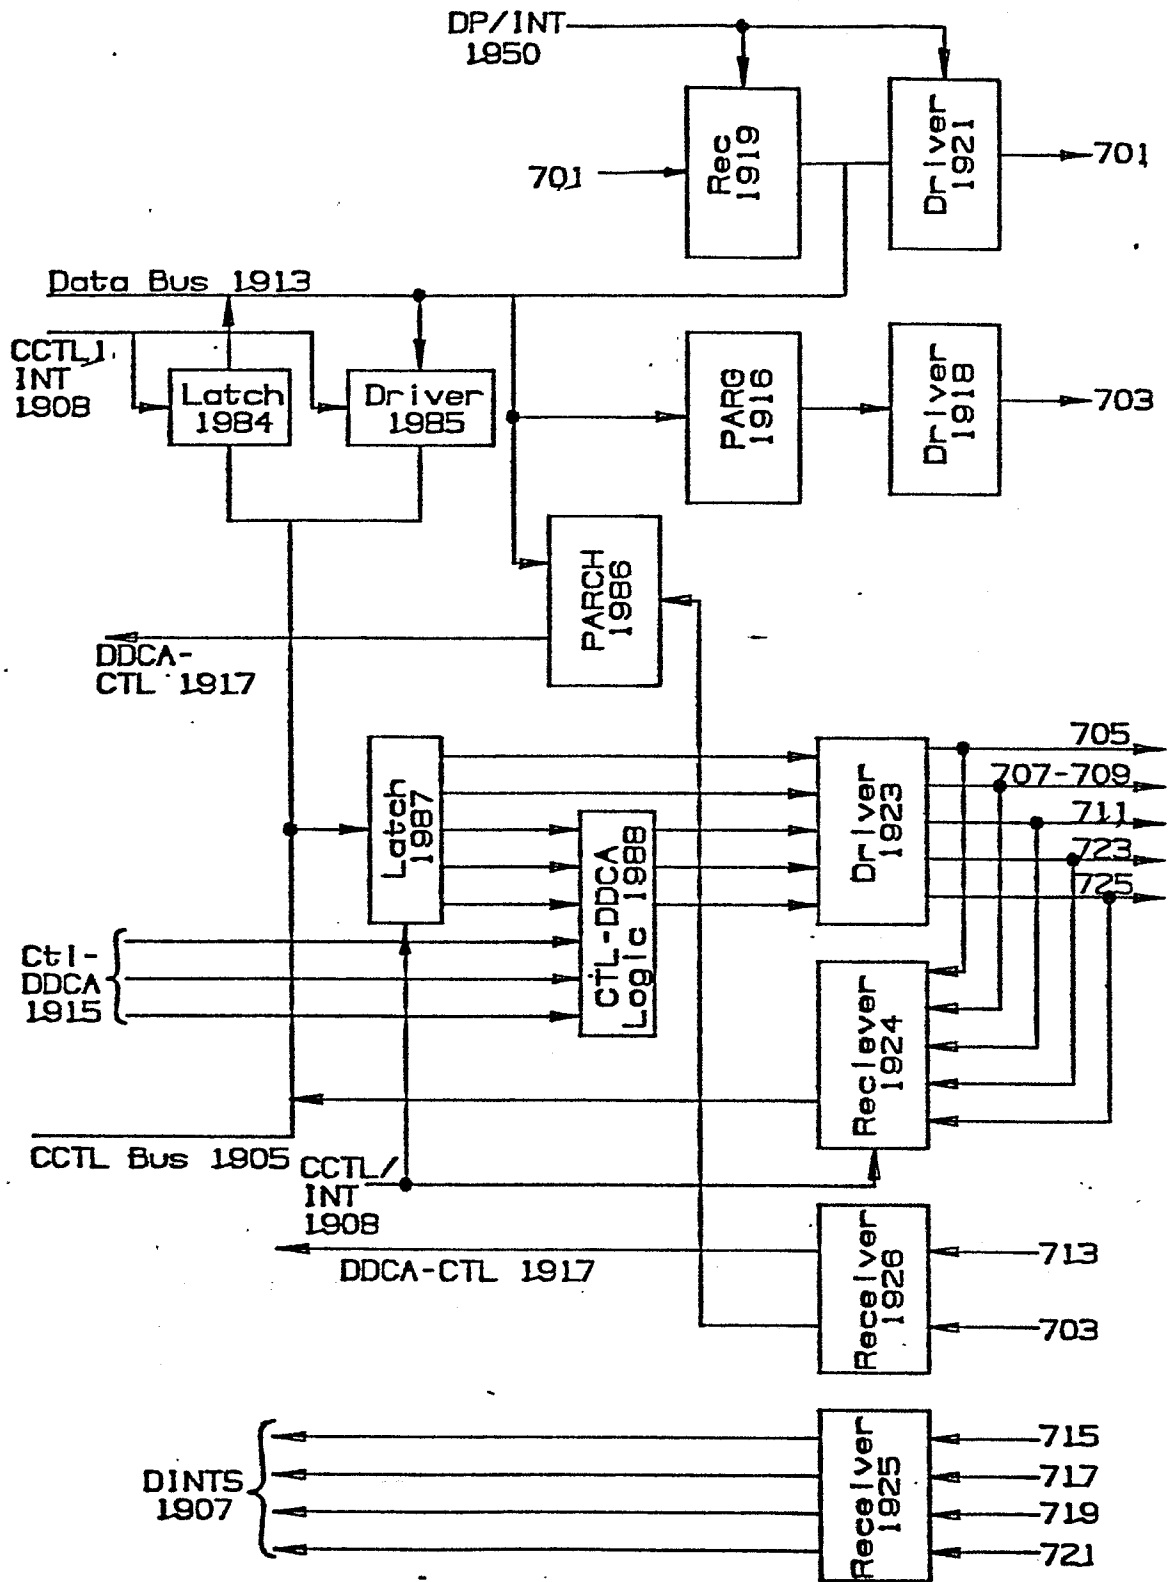 DP/INT
1950
Rec
1919
Driver
1921
701
701
Data Bus 1913
CCTL1
INT
1908
Latch
1984
Driver
1985
PARG
1916
Driver
1918
703
PARCH
1986
DDCA-
CTL 1917
Latch
1987
CTL-DDCA
Logic 1988
Driver
1923
705
707-709
711
723
725
Ctl-
DDCA
1915
Reciever
1924
CCTL Bus 1905
CCTL/
INT
1908
DDCA-CTL 1917
Receiver
1926
713
703
DINTS
1907
Receiver
1925
715
717
719
721